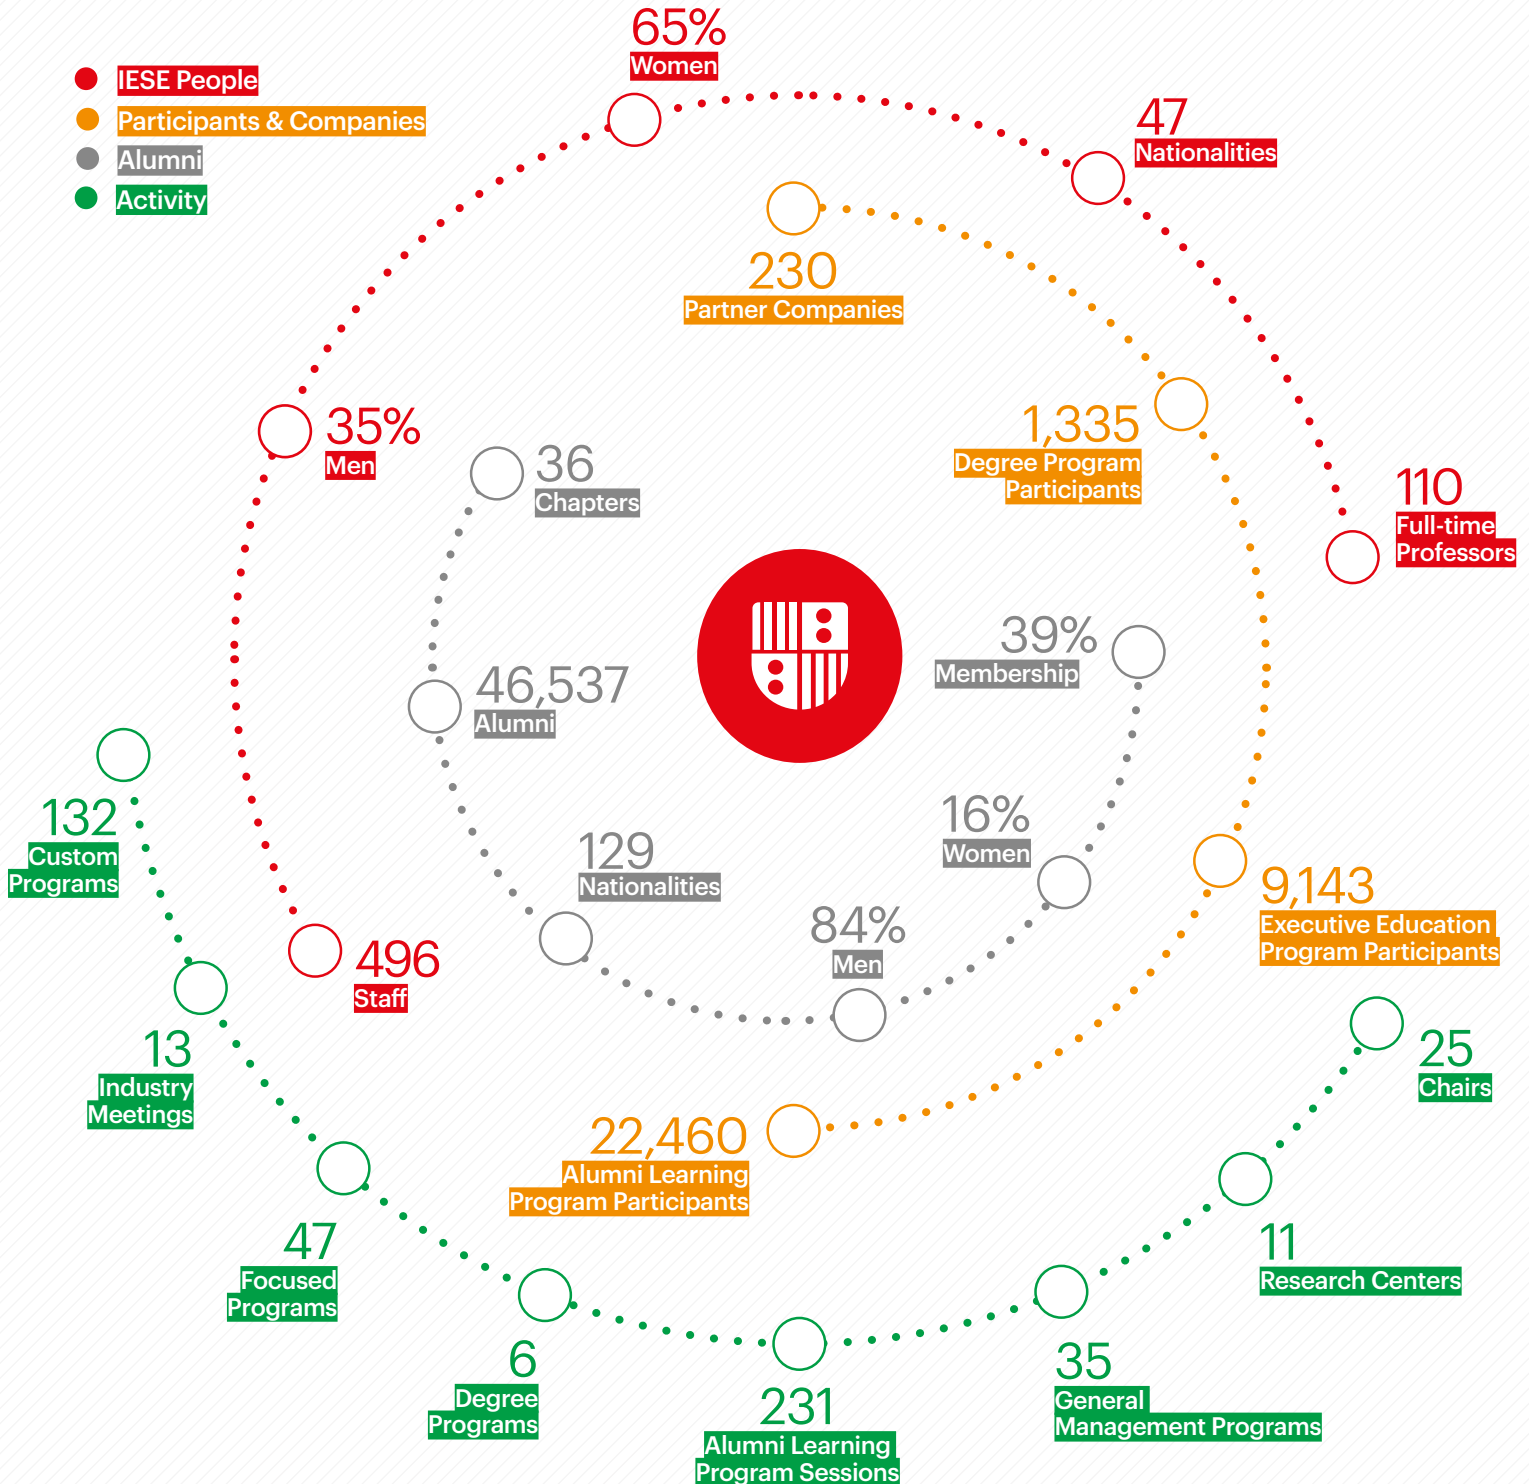 IESE People
Participants & Companies
Alumni
Activity
65%
Women
47
Nationalities
110
Full-time
Professors
35%
Men
496
Staff
230
Partner Companies
1,335
Degree Program
Participants
9,143
Executive Education
Program Participants
22,460
Alumni Learning
Program Participants
36
Chapters
46,537
Alumni
129
Nationalities
84%
Men
16%
Women
39%
Membership
132
Custom
Programs
13
Industry
Meetings
47
Focused
Programs
6
Degree
Programs
231
Alumni Learning
Program Sessions
35
General
Management Programs
11
Research Centers
25
Chairs